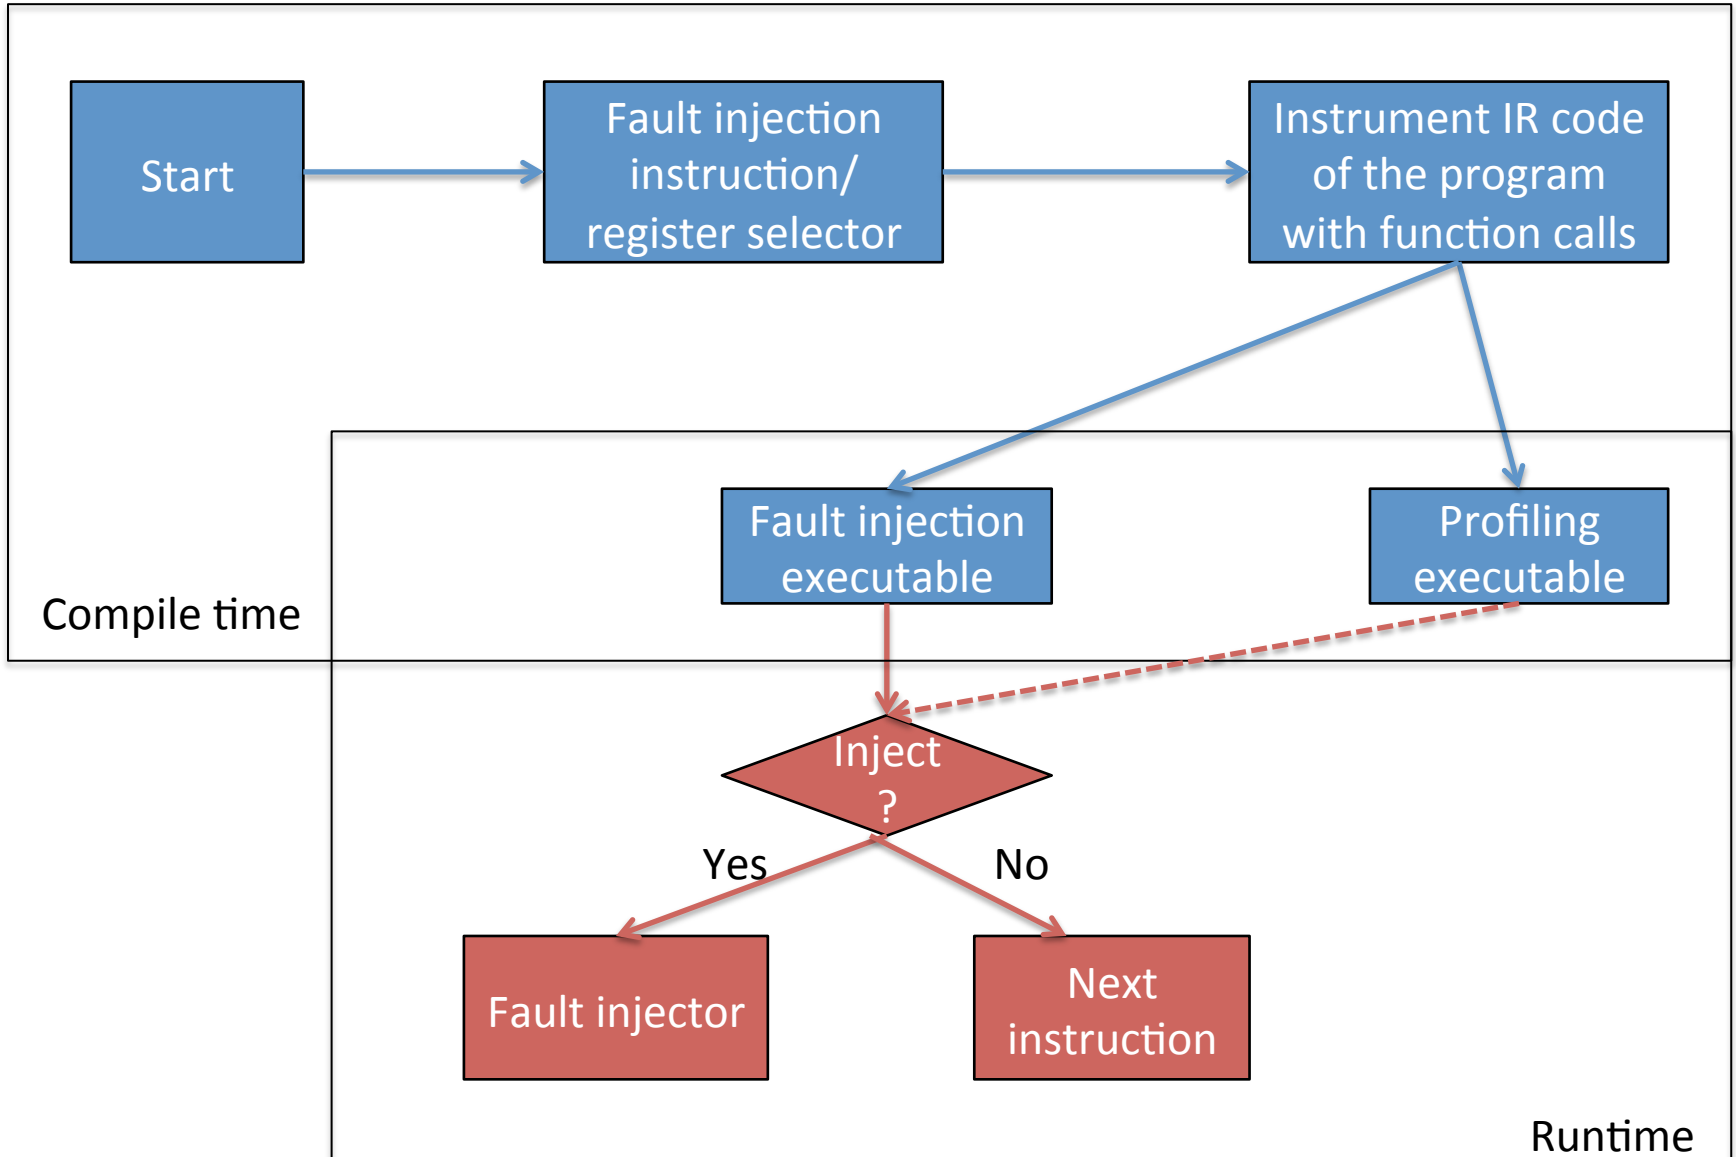 Start
Fault injection
instruction/
register selector
Instrument IR code
of the program
with function calls
Fault injection
executable
Profiling
executable
Compile time
Inject
?
Yes
No
Fault injector
Next
instruction
Runtime